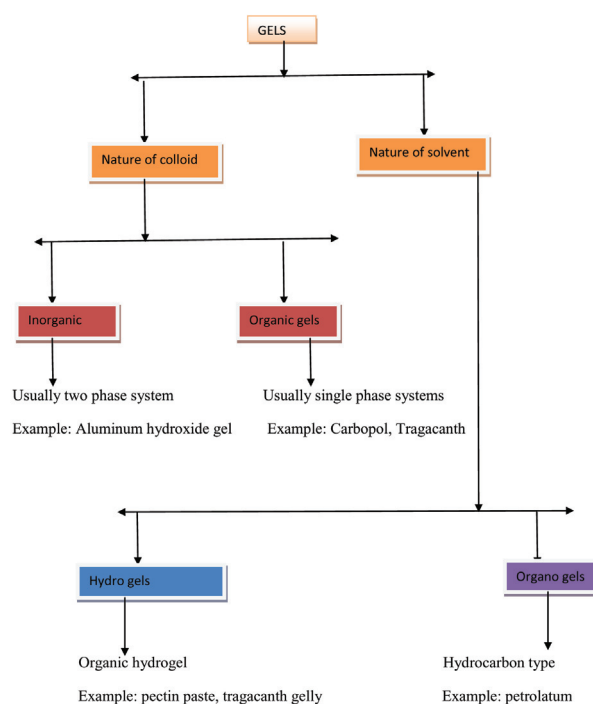 GELS
Nature of colloid
Nature of solvent
Inorganic
Organic gels
Usually two phase system
Example: Aluminum hydroxide gel
Usually single phase systems
Example: Carbopol, Tragacanth
Hydro gels
Organo gels
Organic hydrogel
Example: pectin paste, tragacanth gelly
Hydrocarbon type
Example: petrolatum